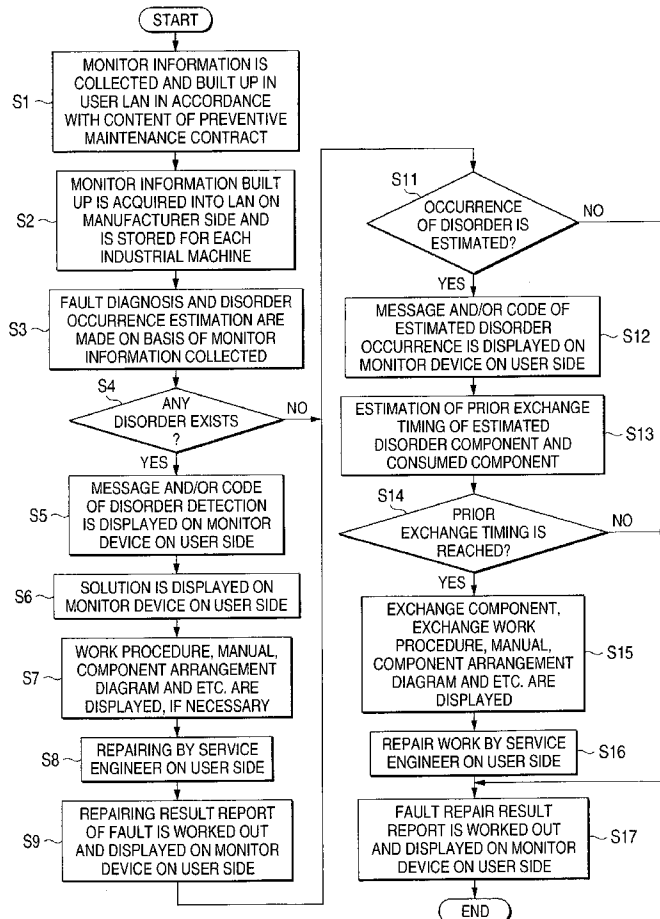 START
S1
MONITOR INFORMATION IS
COLLECTED AND BUILT UP IN
USER LAN IN ACCORDANCE
WITH CONTENT OF PREVENTIVE
MAINTENANCE CONTRACT
S2
MONITOR INFORMATION BUILT
UP IS ACQUIRED INTO LAN ON
MANUFACTURER SIDE AND
IS STORED FOR EACH
INDUSTRIAL MACHINE
S3
FAULT DIAGNOSIS AND DISORDER
OCCURRENCE ESTIMATION ARE
MADE ON BASIS OF MONITOR
INFORMATION COLLECTED
S4
ANY
DISORDER EXISTS
?
NO
YES
S5
MESSAGE AND/OR CODE
OF DISORDER DETECTION
IS DISPLAYED ON MONITOR
DEVICE ON USER SIDE
S6
SOLUTION IS DISPLAYED ON
MONITOR DEVICE ON USER SIDE
S7
WORK PROCEDURE, MANUAL,
COMPONENT ARRANGEMENT
DIAGRAM AND ETC. ARE
DISPLAYED, IF NECESSARY
S8
REPAIRING BY SERVICE
ENGINEER ON USER SIDE
S9
REPAIRING RESULT REPORT
OF FAULT IS WORKED OUT
AND DISPLAYED ON MONITOR
DEVICE ON USER SIDE
S11
OCCURRENCE
OF DISORDER IS
ESTIMATED?
NO
YES
MESSAGE AND/OR CODE OF
ESTIMATED DISORDER
OCCURRENCE IS DISPLAYED ON
MONITOR DEVICE ON USER SIDE
S12
ESTIMATION OF PRIOR EXCHANGE
TIMING OF ESTIMATED
DISORDER COMPONENT AND
CONSUMED COMPONENT
S13
S14
PRIOR
EXCHANGE TIMING IS
REACHED?
NO
YES
EXCHANGE COMPONENT,
EXCHANGE WORK
PROCEDURE, MANUAL,
COMPONENT ARRANGEMENT
DIAGRAM AND ETC. ARE
DISPLAYED
S15
REPAIR WORK BY SERVICE
ENGINEER ON USER SIDE
S16
FAULT REPAIR RESULT
REPORT IS WORKED OUT
AND DISPLAYED ON MONITOR
DEVICE ON USER SIDE
S17
END